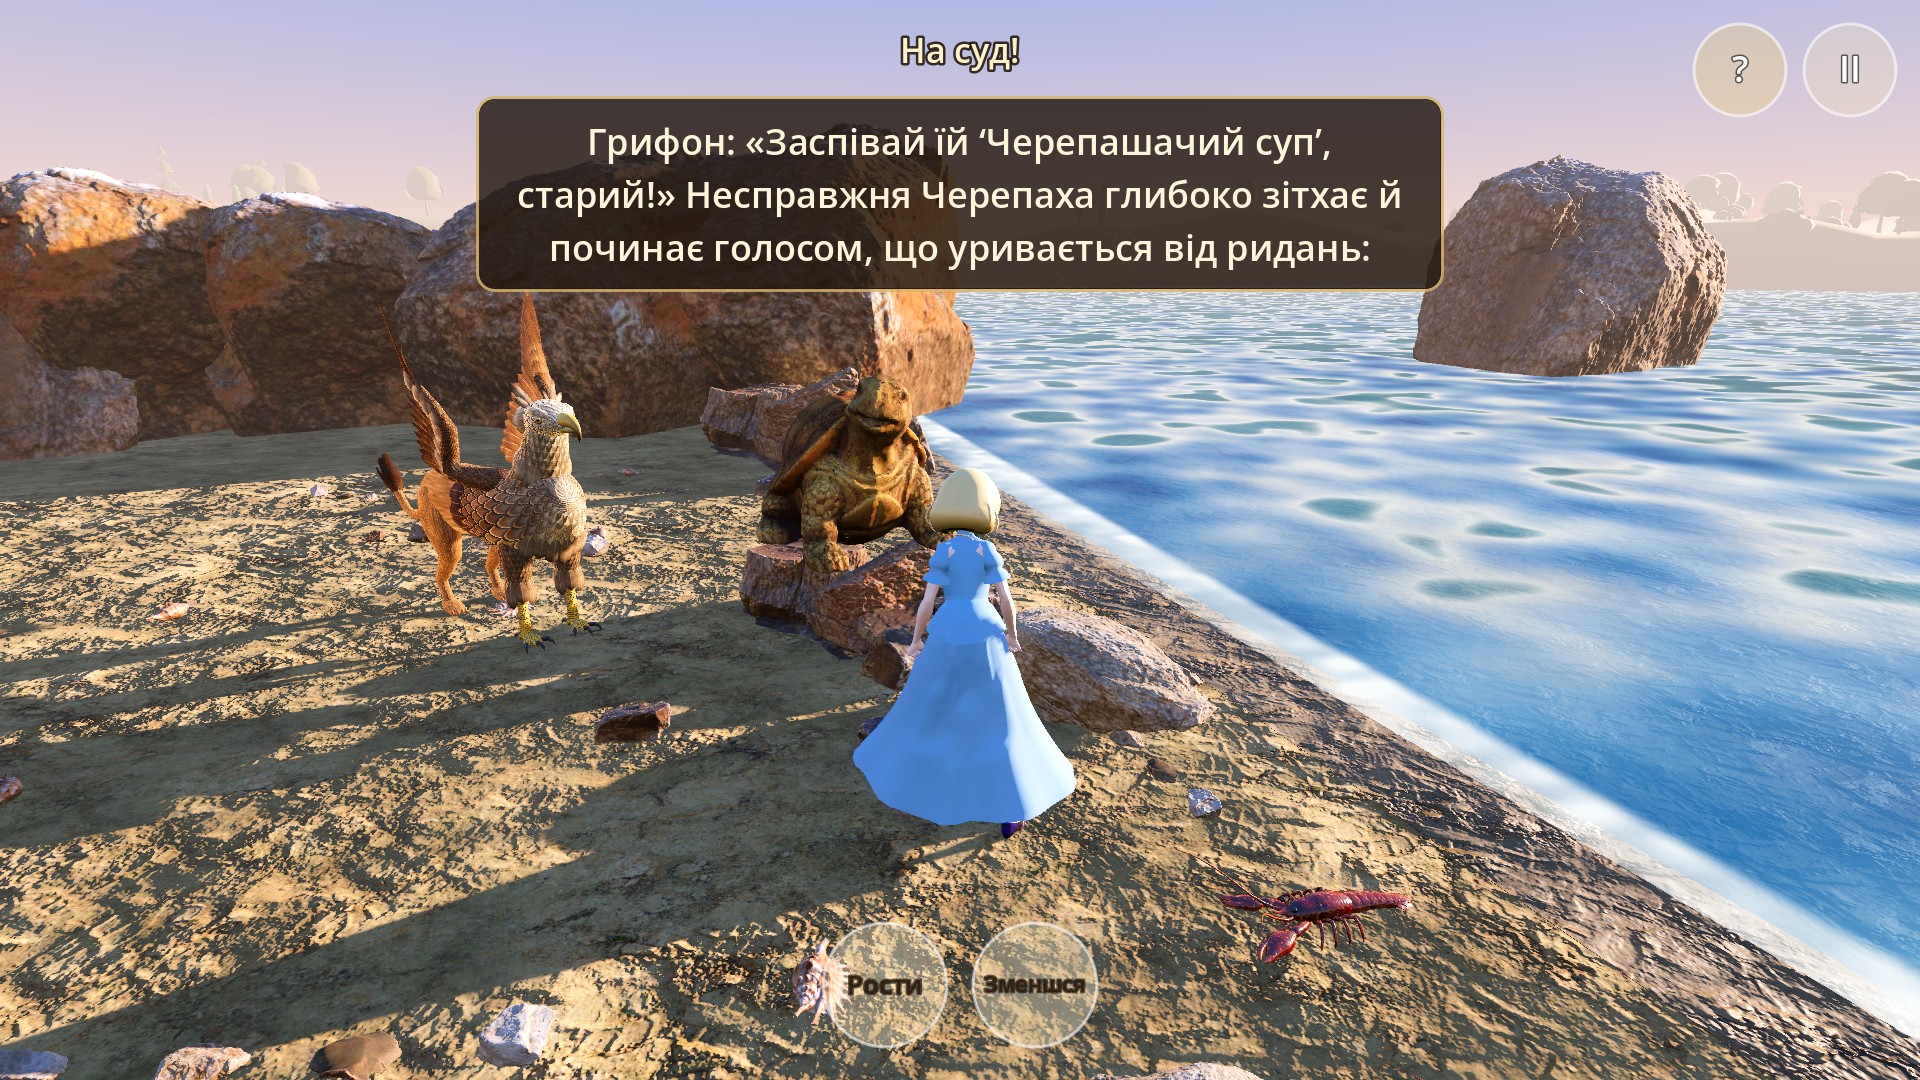 На суд!
?
Грифон: «Заспівай їй ‘Черепашачий суп’,
старий!» Несправжня Черепаха глибоко зітхає й
починає голосом, що уривається від ридань:
Рости
Зменшся